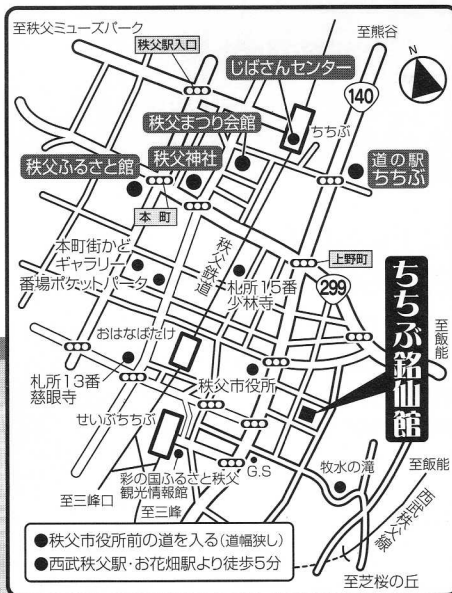 至秩父ミューズパーク
至熊谷
秩父駅入口
N
じばさんセンター
140
秩父まつり会館
ちちぶ
秩父ふるさと館
秩父神社
道の駅
ちちぶ
本町
本町街かど
ギャラリー
番場ポケットパーク
秩父鉄道
札所15番
少林寺
上野町
299
ちちぶ銘仙館
至飯能
おはなばたけ
札所13番
慈眼寺
秩父市役所
せいぶちちぶ
彩の国ふるさと秩父
観光情報館
G.S
牧水の滝
至飯能
至三峰口
至三峰
西武秩父線
●秩父市役所前の道を入る(道幅狭し)
●西武秩父駅・お花畑駅より徒歩5分
至芝桜の丘